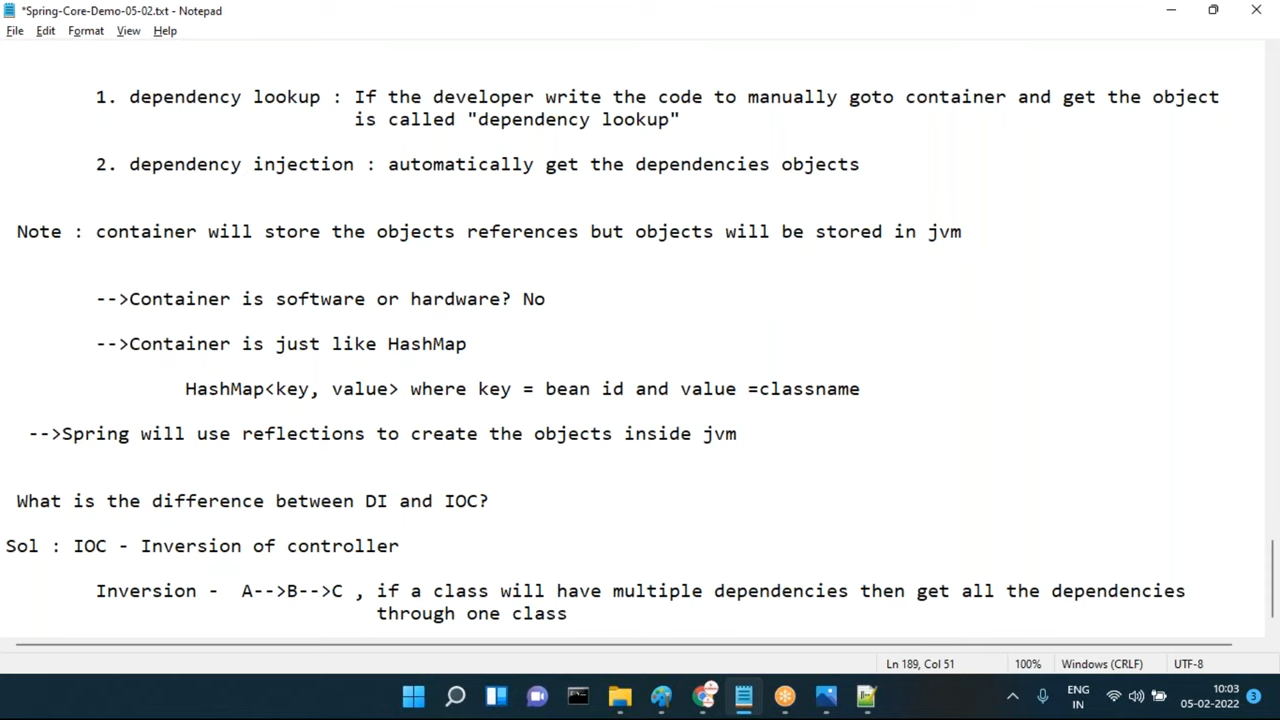 *Spring-Core-Demo-05-02.txt - Notepad
File Edit Format View Help
1. dependency lookup : If the developer write the code to manually goto container and get the object
is called "dependency lookup"
2. dependency injection : automatically get the dependencies objects
Note : container will store the objects references but objects will be stored in jvm
-->Container is software or hardware? No
-->Container is just like HashMap
HashMap<key, value> where key = bean id and value =classname
-->Spring will use reflections to create the objects inside jvm
What is the difference between DI and IOC?
Sol : IOC - Inversion of controller
Inversion - A-->B-->C , if a class will have multiple dependencies then get all the dependencies
through one class
Ln 189, Col 51 100% Windows (CRLF) UTF-8
ENG 10:03
IN 05-02-2022 3